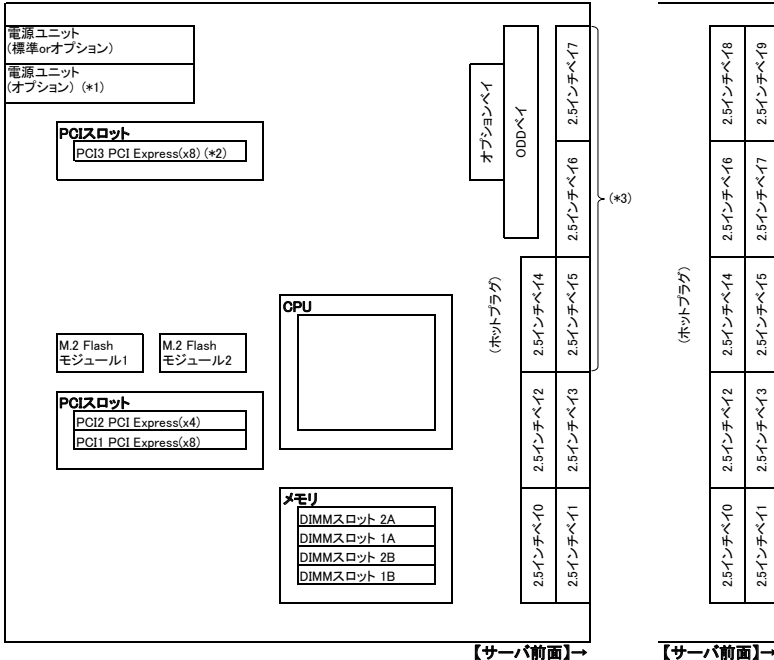 電源ユニット
(標準orオプション)
電源ユニット
(オプション) (*1)
PCIスロット
PCI3 PCI Express(x8) (*2)
オプションベイ
ODDベイ
2.5インチベイ7
2.5インチベイ6
(*3)
(ホットプラグ)
2.5インチベイ4
2.5インチベイ5
2.5インチベイ2
2.5インチベイ3
2.5インチベイ0
2.5インチベイ1
CPU
M.2 Flash
モジュール1
M.2 Flash
モジュール2
PCIスロット
PCI2 PCI Express(x4)
PCI1 PCI Express(x8)
メモリ
DIMMスロット 2A
DIMMスロット 1A
DIMMスロット 2B
DIMMスロット 1B
【サーバ前面】→
2.5インチベイ8
2.5インチベイ9
2.5インチベイ6
2.5インチベイ7
(ホットプラグ)
2.5インチベイ4
2.5インチベイ5
2.5インチベイ2
2.5インチベイ3
2.5インチベイ0
2.5インチベイ1
【サーバ前面】→